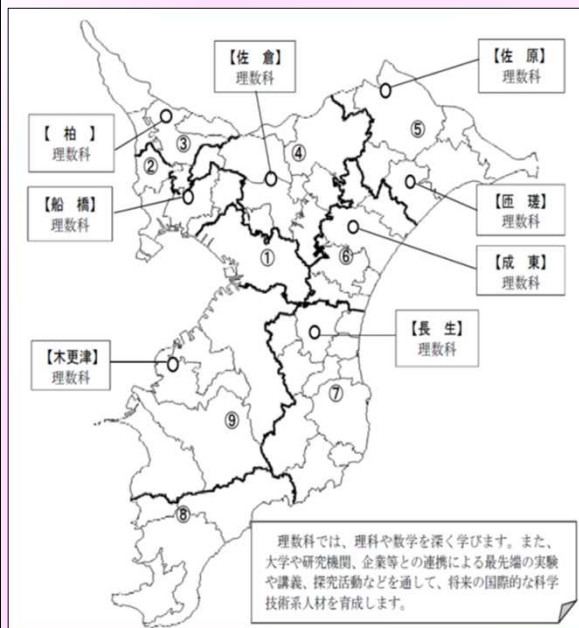 【佐 倉】
理数科
【佐 原】
理数科
【 柏 】
理数科
③
④
⑤
②
【船 橋】
理数科
【匝 瑳】
理数科
①
⑥
【成 東】
理数科
【長 生】
理数科
【木更津】
理数科
⑦
⑨
⑧
理数科では、理科や数学を深く学びます。また、
大学や研究機関、企業等との連携による最先端の実験
や講義、探究活動などを通して、将来の国際的な科学
技術系人材を育成します。